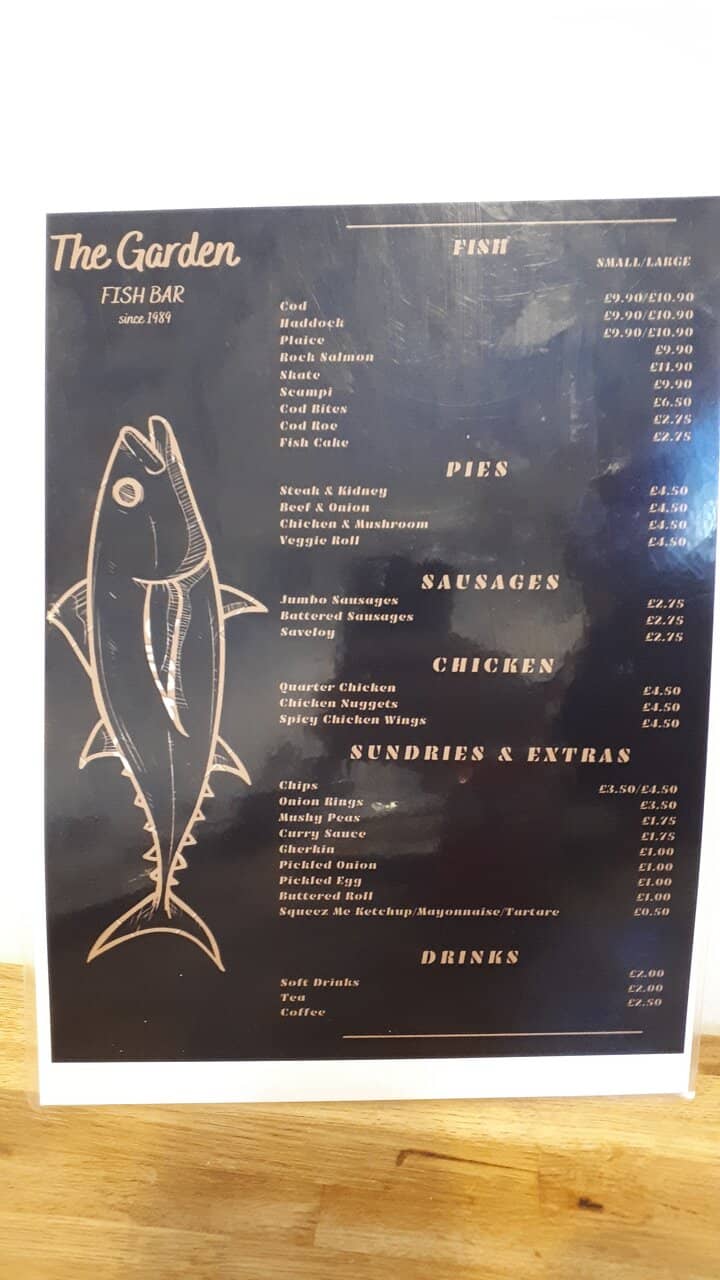 The Garden
FISH BAR
since 1989
FISH
SMALL/LARGE
Cod £9.90/£10.90
Haddock £9.90/£10.90
Plaice £9.90/£10.90
Rock Salmon £9.90
Skate £11.90
Scampi £9.90
Cod Bites £6.50
Cod Roe £2.75
Fish Cake £2.75
PIES
Steak & Kidney £4.50
Beef & Onion £4.50
Chicken & Mushroom £4.50
Veggie Roll £4.50
SAUSAGES
Jumbo Sausages £2.75
Battered Sausages £2.75
Saveloy £2.75
CHICKEN
Quarter Chicken £4.50
Chicken Nuggets £4.50
Spicy Chicken Wings £4.50
SUNDRIES & EXTRAS
Chips £3.50/£4.50
Onion Rings £3.50
Mushy Peas £1.75
Curry Sauce £1.75
Gherkin £1.00
Pickled Onion £1.00
Pickled Egg £1.00
Buttered Roll £1.00
Squeez Me Ketchup/Mayonnaise/Tartare £0.50
DRINKS
Soft Drinks £2.00
Tea £2.00
Coffee £2.50